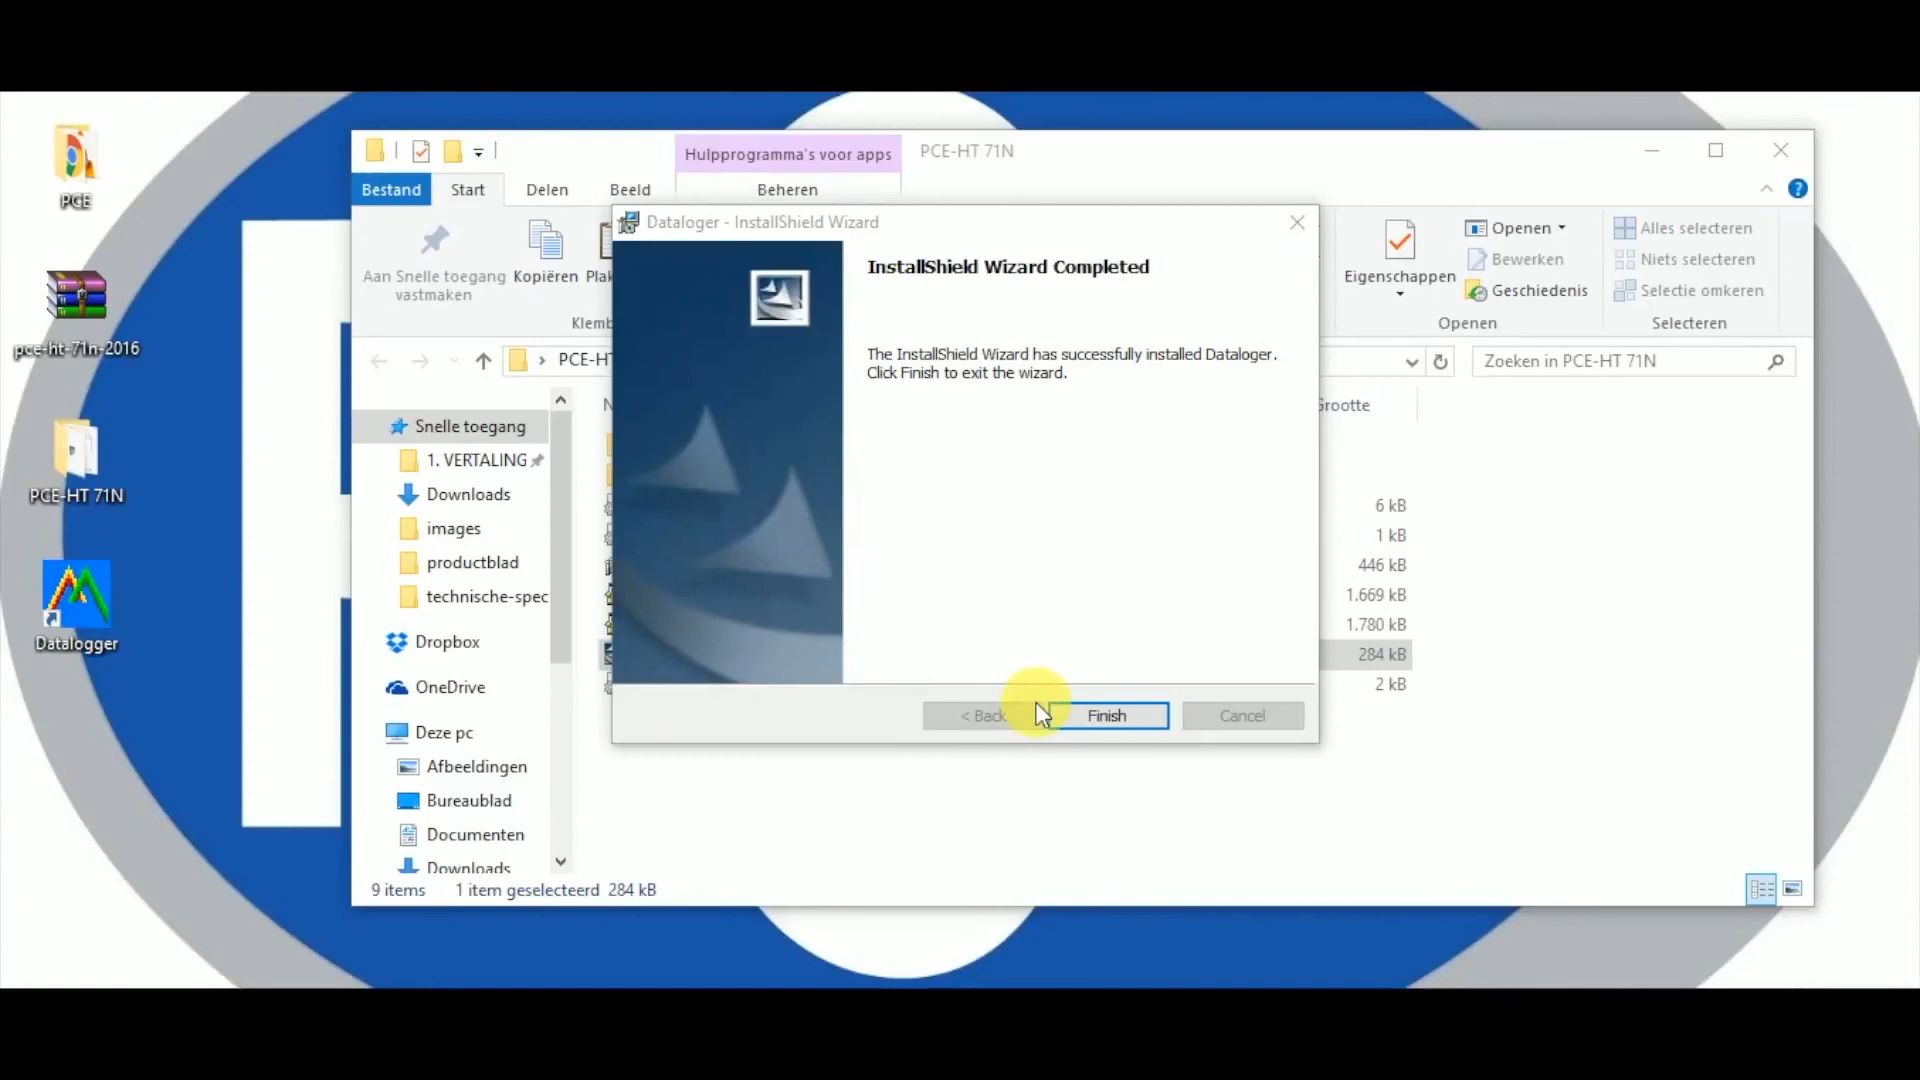 PCE
pce-ht-71n-2016
PCE-HT 71N
Datalogger
Hulpprogramma's voor apps
PCE-HT 71N
Bestand
Start
Delen
Beeld
Beheren
Aan Snelle toegang
vastmaken
Kopiëren
Openen
Alles selecteren
Bewerken
Niets selecteren
Eigenschappen
Geschiedenis
Selectie omkeren
Openen
Selecteren
PCE-HT
Zoeken in PCE-HT 71N
Dataloger - InstallShield Wizard
InstallShield Wizard Completed
The InstallShield Wizard has successfully installed Dataloger.
Click Finish to exit the wizard.
< Back
Finish
Cancel
Snelle toegang
1. VERTALING
Downloads
images
productblad
technische-spec
Dropbox
OneDrive
Deze pc
Afbeeldingen
Bureaublad
Documenten
Downloads
Grootte
6 kB
1 kB
446 kB
1.669 kB
1.780 kB
284 kB
2 kB
9 items
1 item geselecteerd 284 kB